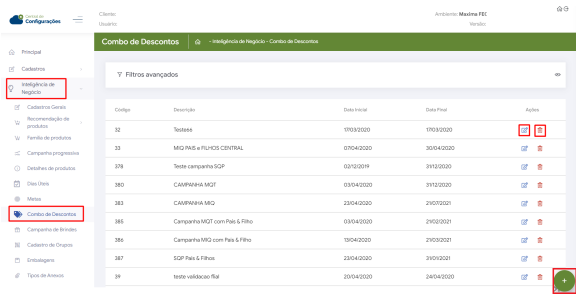 Central de
Configurações
Cliente:
Usuário:
Ambiente: Maxima PEC
Versão:
Combo de Descontos
- Inteligência de Negócio - Combo de Descontos
Principal
Cadastros
Inteligência de
Negócio
Cadastros Gerais
Recomendação de
produtos
Família de produtos
Campanha progressiva
Detalhes de produtos
Dias Úteis
Metas
Combo de Descontos
Campanha de Brindes
Cadastro de Grupos
Embalagens
Tipos de Anexos
Filtros avançados
Código Descrição Data Inicial Data Final Ações
32 Teste66 17/03/2020 17/03/2020
33 MIQ PAIS e FILHOS CENTRAL 07/04/2020 30/04/2020
378 Teste campanha SQP 02/12/2019 31/12/2020
380 CAMPANHA MQT 03/04/2020 31/12/2020
383 CAMPANHA MIQ 23/04/2020 21/07/2021
385 Campanha MQT com Pais & Filho 03/04/2020 21/02/2021
386 Campanha MIQ com Pais & Filho 13/04/2020 21/03/2021
387 SQP Pais & Filhos 23/04/2020 31/01/2021
39 teste validacao filial 20/04/2020 24/04/2020